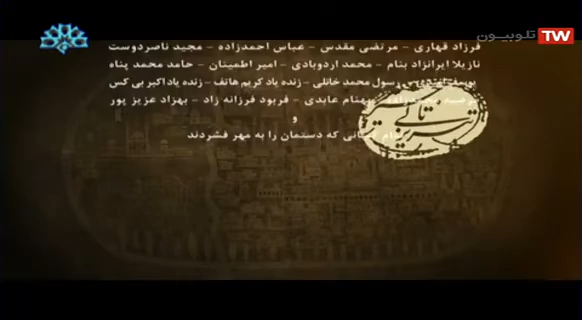 تلوبیون TW
فرزاد قهاری - مرتضی مقدس - عباس احمدزاده - مجید ناصردوست
نازیلا ایرانزاد بنام - محمد اردوبادی - امیر اطمینان - حامد محمد پناه
رسول محمد خانلی - زنده یاد کریم هاتف - زنده یاد اکبر بی کس
بهنام عابدی - فربود فرزانه زاد - بهزاد عزیز پور
و
که دستمان را به مهر فشردند